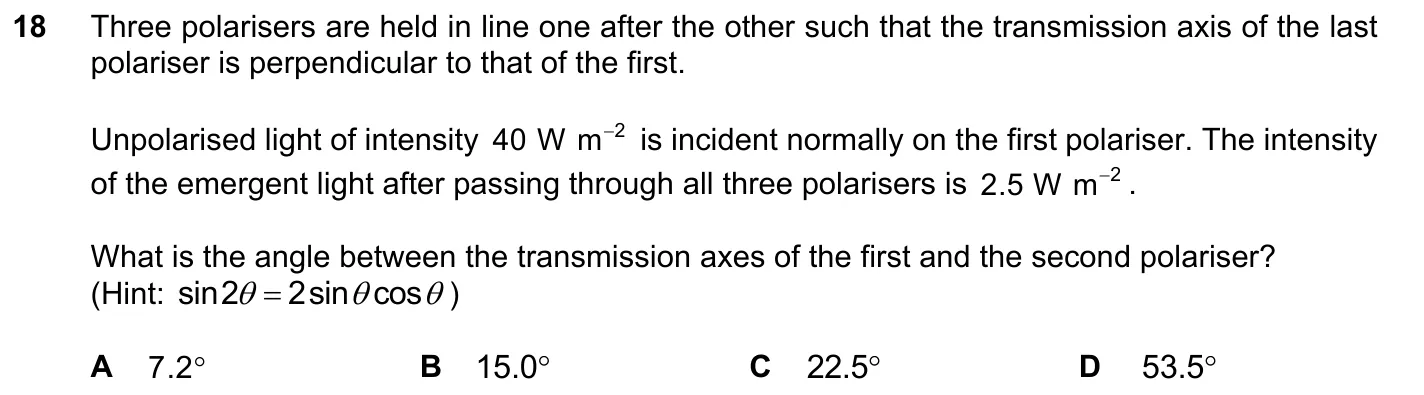 18 Three polarisers are held in line one after the other such that the transmission axis of the last
polariser is perpendicular to that of the first.
Unpolarised light of intensity 40 W m⁻² is incident normally on the first polariser. The intensity
of the emergent light after passing through all three polarisers is 2.5 W m⁻² .
What is the angle between the transmission axes of the first and the second polariser?
(Hint: sin2θ = 2sinθcosθ )
A 7.2° B 15.0° C 22.5° D 53.5°